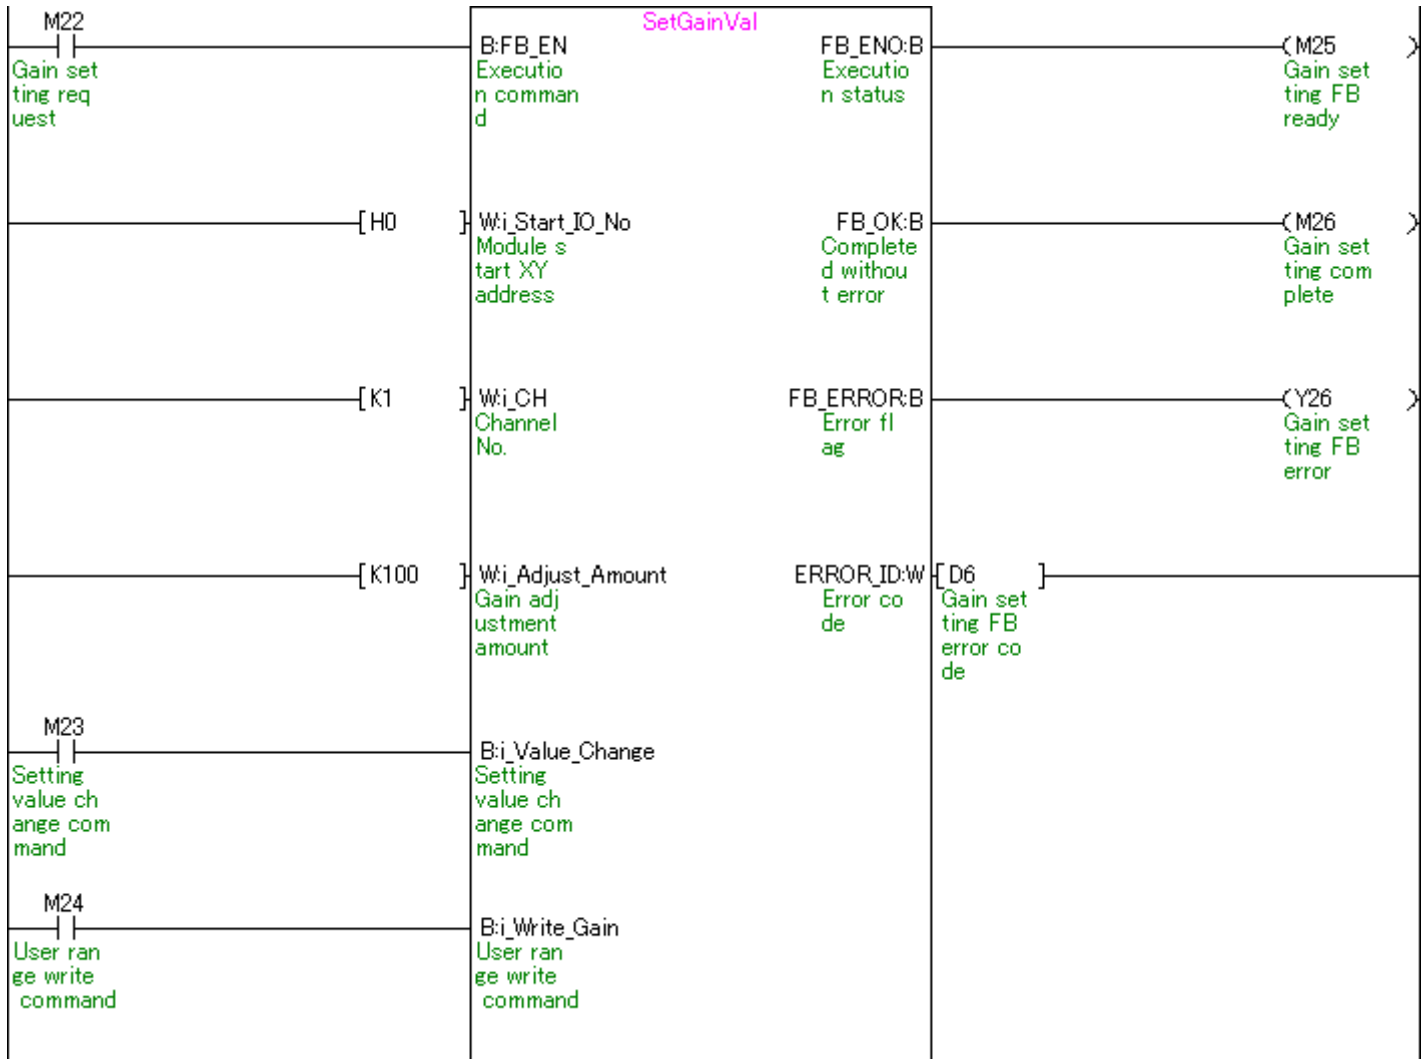 M22
SetGainVal
B:FB_EN
FB_ENO:B
(M25 )
Gain set
ting req
uest
Executio
n comman
d
Executio
n status
Gain set
ting FB
ready
[ H0 ]
W:i_Start_IO_No
FB_OK:B
(M26 )
Module s
tart XY
address
Complete
d withou
t error
Gain set
ting com
plete
[ K1 ]
W:i_CH
FB_ERROR:B
(Y26 )
Channel
No.
Error fl
ag
Gain set
ting FB
error
[ K100 ]
W:i_Adjust_Amount
ERROR_ID:W
[ D6 ]
Gain adj
ustment
amount
Error co
de
Gain set
ting FB
error co
de
M23
B:i_Value_Change
Setting
value ch
ange com
mand
Setting
value ch
ange com
mand
M24
B:i_Write_Gain
User ran
ge write
command
User ran
ge write
command